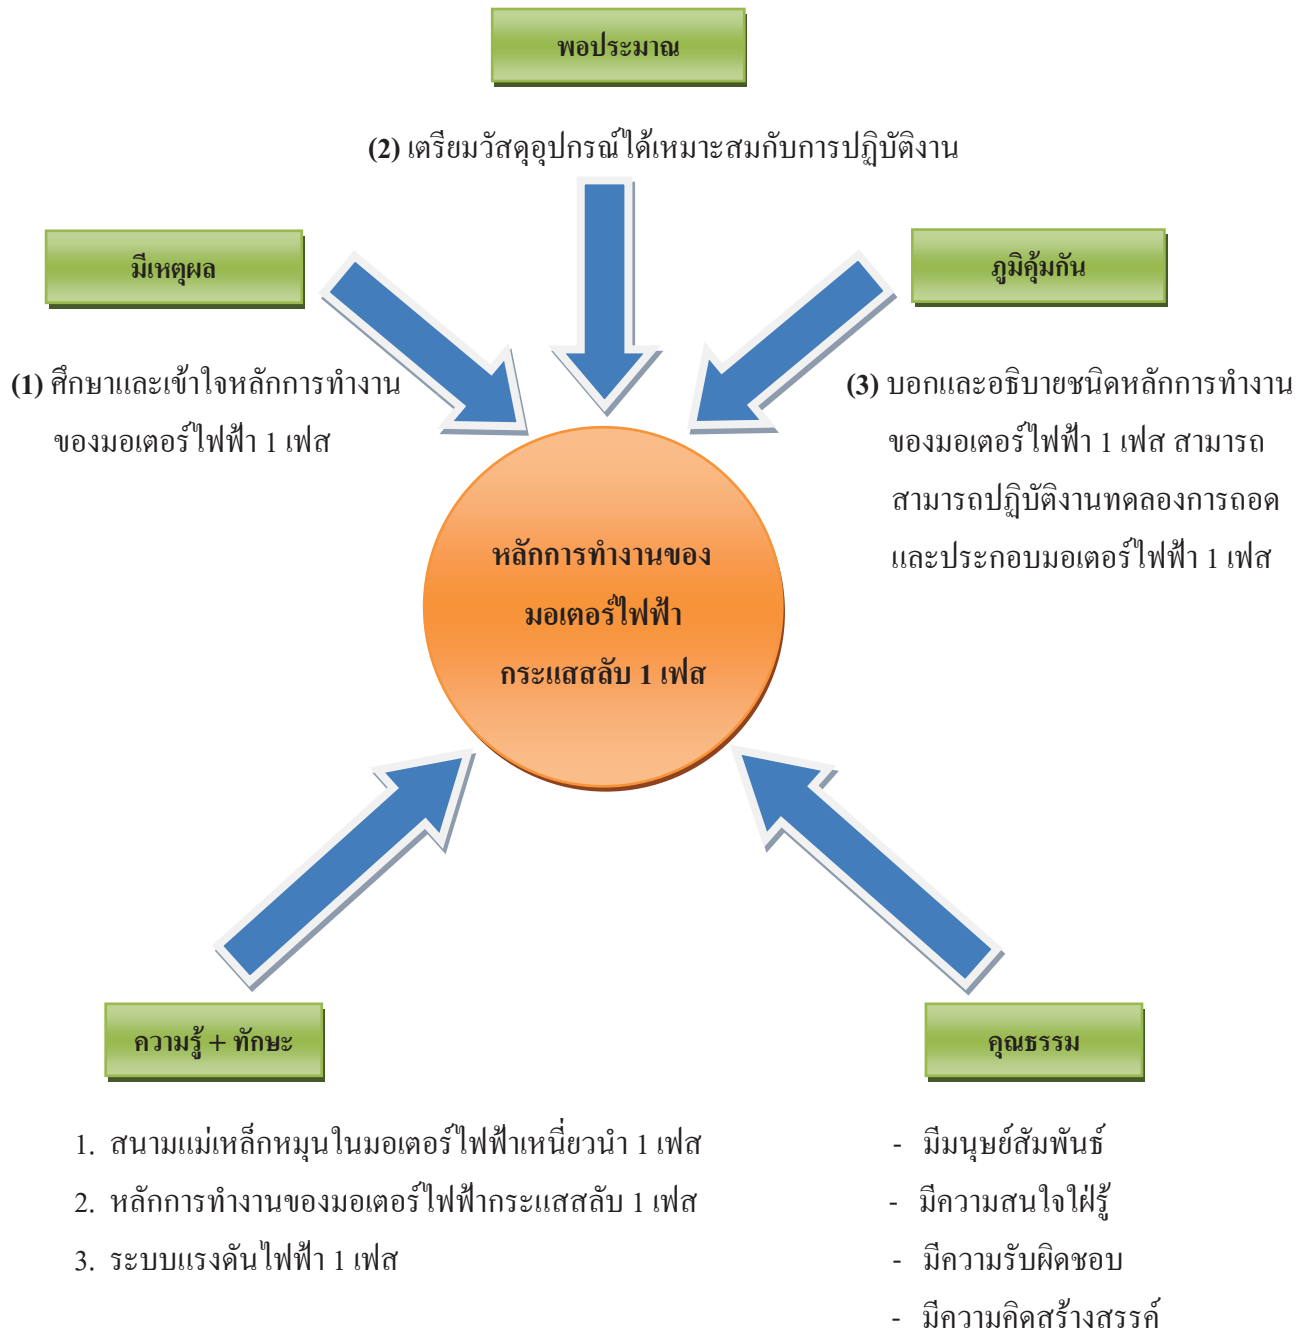 พอประมาณ
(2) เตรียมวัสดุอุปกรณ์ได้เหมาะสมกับการปฏิบัติงาน
มีเหตุผล
ภูมิคุ้มกัน
(1) ศึกษาและเข้าใจหลักการทำงาน
ของมอเตอร์ไฟฟ้า 1 เฟส
(3) บอกและอธิบายชนิดหลักการทำงาน
ของมอเตอร์ไฟฟ้า 1 เฟส สามารถ
สามารถปฏิบัติงานทดลองการถอด
และประกอบมอเตอร์ไฟฟ้า 1 เฟส
หลักการทำงานของ
มอเตอร์ไฟฟ้า
กระแสสลับ 1 เฟส
ความรู้ + ทักษะ
คุณธรรม
1. สนามแม่เหล็กหมุนในมอเตอร์ไฟฟ้าเหนี่ยวนำ 1 เฟส
2. หลักการทำงานของมอเตอร์ไฟฟ้ากระแสสลับ 1 เฟส
3. ระบบแรงดันไฟฟ้า 1 เฟส
- มีมนุษย์สัมพันธ์
- มีความสนใจใฝ่รู้
- มีความรับผิดชอบ
- มีความคิดสร้างสรรค์